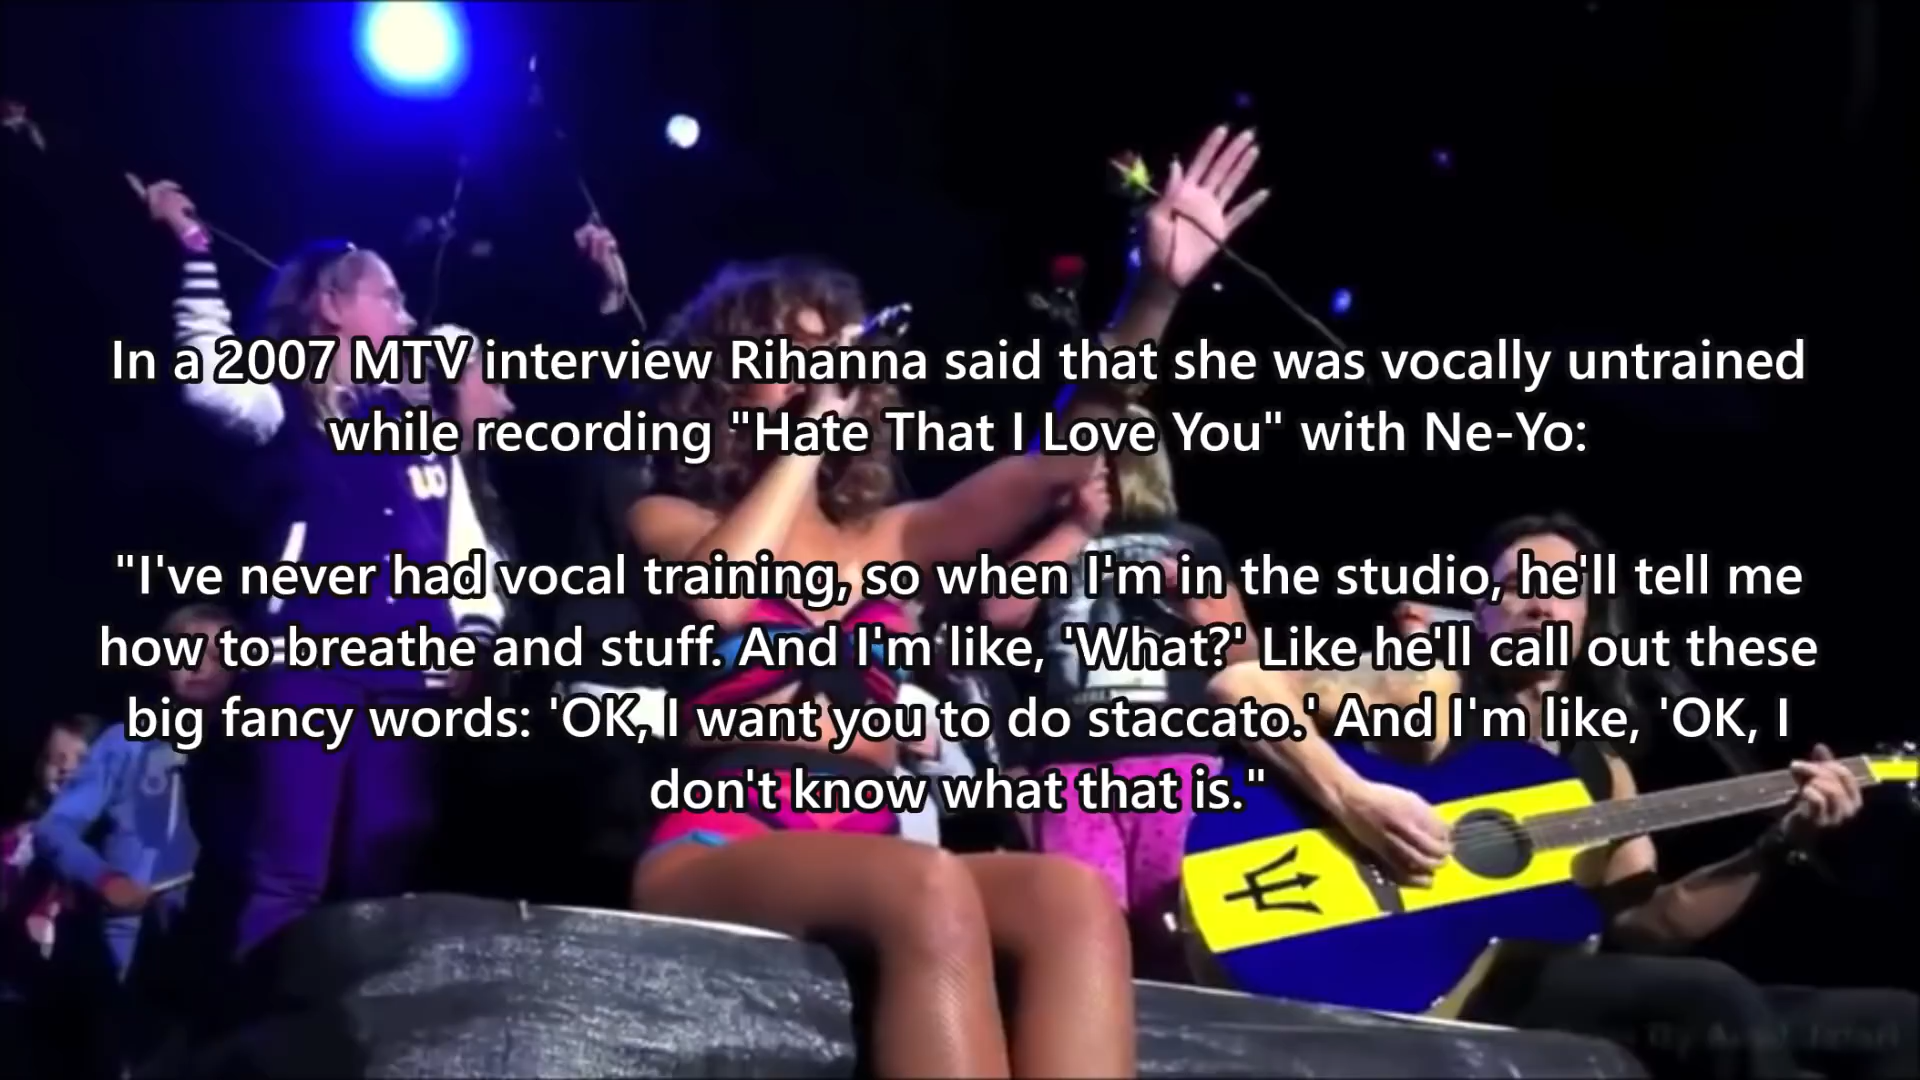 In a 2007 MTV interview Rihanna said that she was vocally untrained
while recording "Hate That I Love You" with Ne-Yo:
"I've never had vocal training, so when I'm in the studio, he'll tell me
how to breathe and stuff. And I'm like, 'What?' Like he'll call out these
big fancy words: 'OK, I want you to do staccato.' And I'm like, 'OK, I
don't know what that is."
W
By